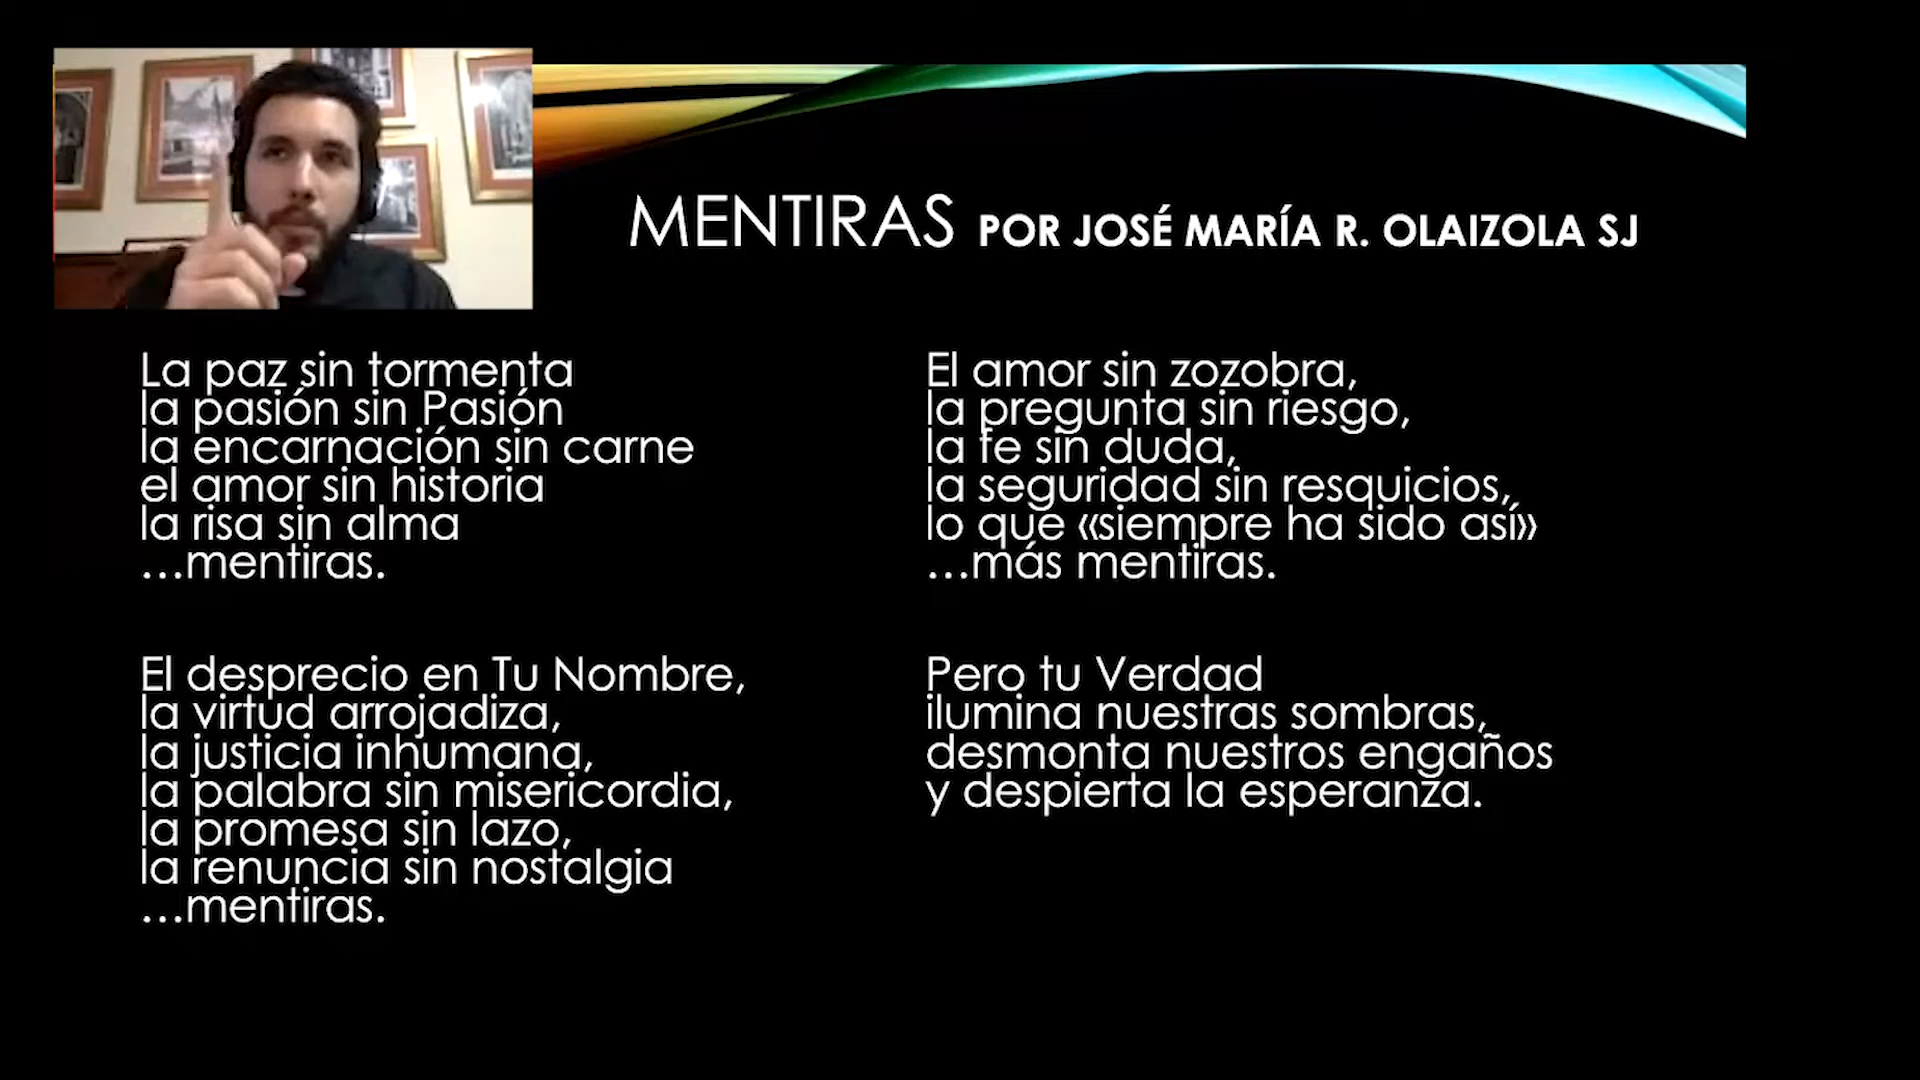 MENTIRAS POR JOSÉ MARÍA R. OLAIZOLA SJ
La paz sin tormenta
la pasión sin Pasión
la encarnación sin carne
el amor sin historia
la risa sin alma
…mentiras.
El desprecio en Tu Nombre,
la virtud arrojadiza,
la justicia inhumana,
la palabra sin misericordia,
la promesa sin lazo,
la renuncia sin nostalgia
…mentiras.
El amor sin zozobra,
la pregunta sin riesgo,
la fe sin duda,
la seguridad sin resquicios,
lo que «siempre ha sido así»
…más mentiras.
Pero tu Verdad
ilumina nuestras sombras,
desmonta nuestros engaños
y despierta la esperanza.